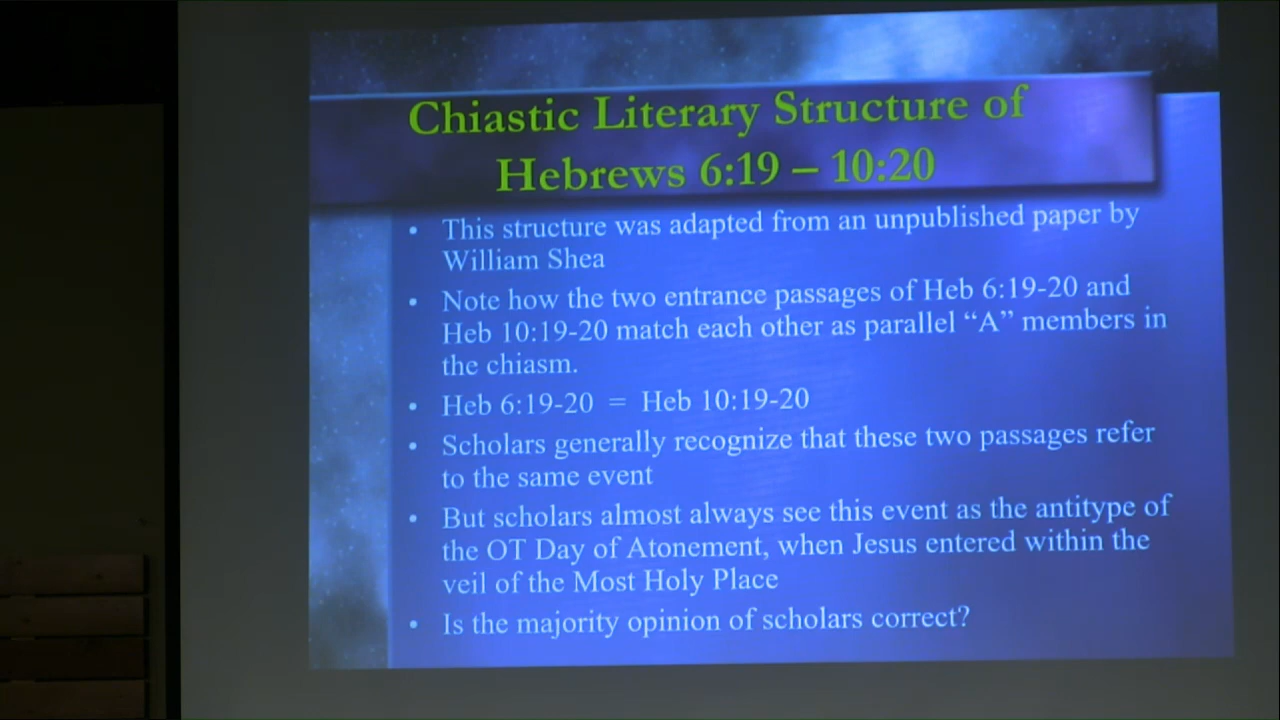 Chiastic Literary Structure of
Hebrews 6:19 – 10:20
• This structure was adapted from an unpublished paper by
William Shea
• Note how the two entrance passages of Heb 6:19-20 and
Heb 10:19-20 match each other as parallel “A” members in
the chiasm.
• Heb 6:19-20 = Heb 10:19-20
• Scholars generally recognize that these two passages refer
to the same event
• But scholars almost always see this event as the antitype of
the OT Day of Atonement, when Jesus entered within the
veil of the Most Holy Place
• Is the majority opinion of scholars correct?